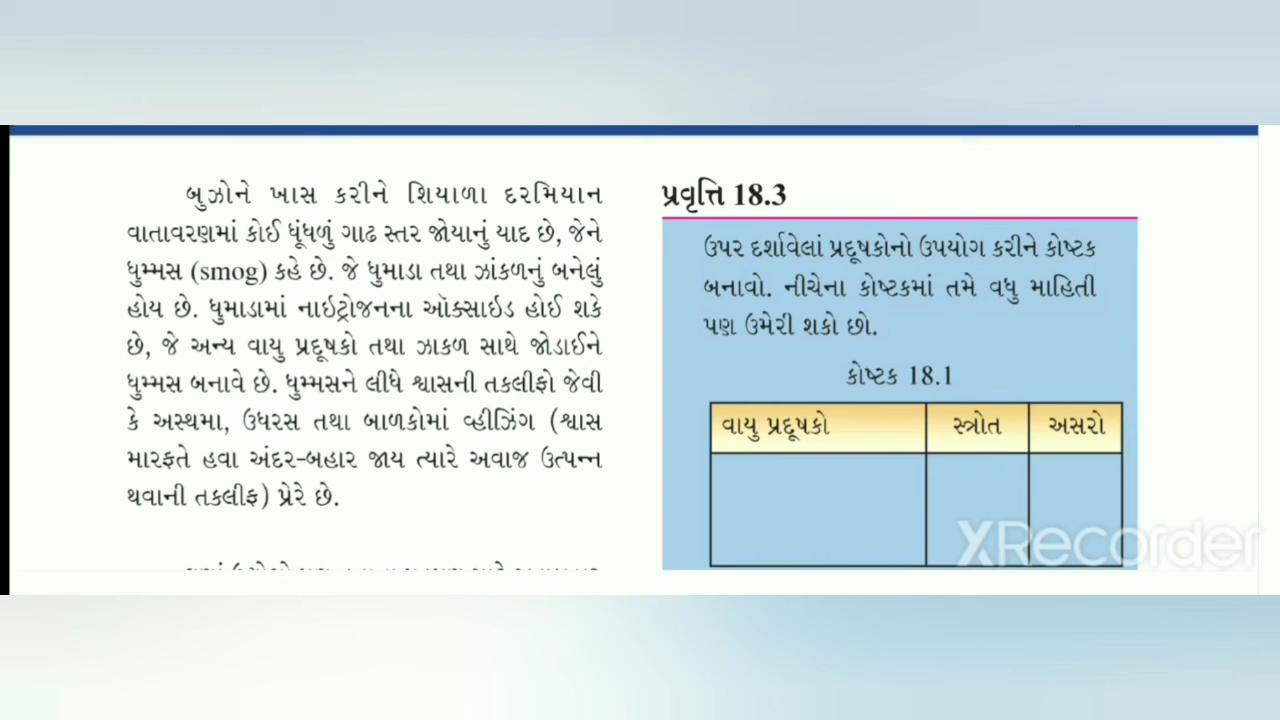 બુઝોને ખાસ કરીને શિયાળા દરમિયાન
વાતાવરણમાં કોઈ ધૂંધળું ગાઢ સ્તર જોયાનું યાદ છે, જેને
ધુમ્મસ (smog) કહે છે. જે ધુમાડા તથા ઝાંકળનું બનેલું
હોય છે. ધુમાડામાં નાઇટ્રોજનના ઑક્સાઇડ હોઈ શકે
છે, જે અન્ય વાયુ પ્રદૂષકો તથા ઝાકળ સાથે જોડાઈને
ધુમ્મસ બનાવે છે. ધુમ્મસને લીધે શ્વાસની તકલીફો જેવી
કે અસ્થમા, ઉધરસ તથા બાળકોમાં વ્હીઝિંગ (શ્વાસ
મારફતે હવા અંદર-બહાર જાય ત્યારે અવાજ ઉત્પન્ન
થવાની તકલીફ) પ્રેરે છે.
પ્રવૃત્તિ 18.3
ઉપર દર્શાવેલાં પ્રદૂષકોનો ઉપયોગ કરીને કોષ્ટક
બનાવો. નીચેના કોષ્ટકમાં તમે વધુ માહિતી
પણ ઉમેરી શકો છો.
કોષ્ટક 18.1
વાયુ પ્રદૂષકો
સ્ત્રોત
અસરો
XRecorder